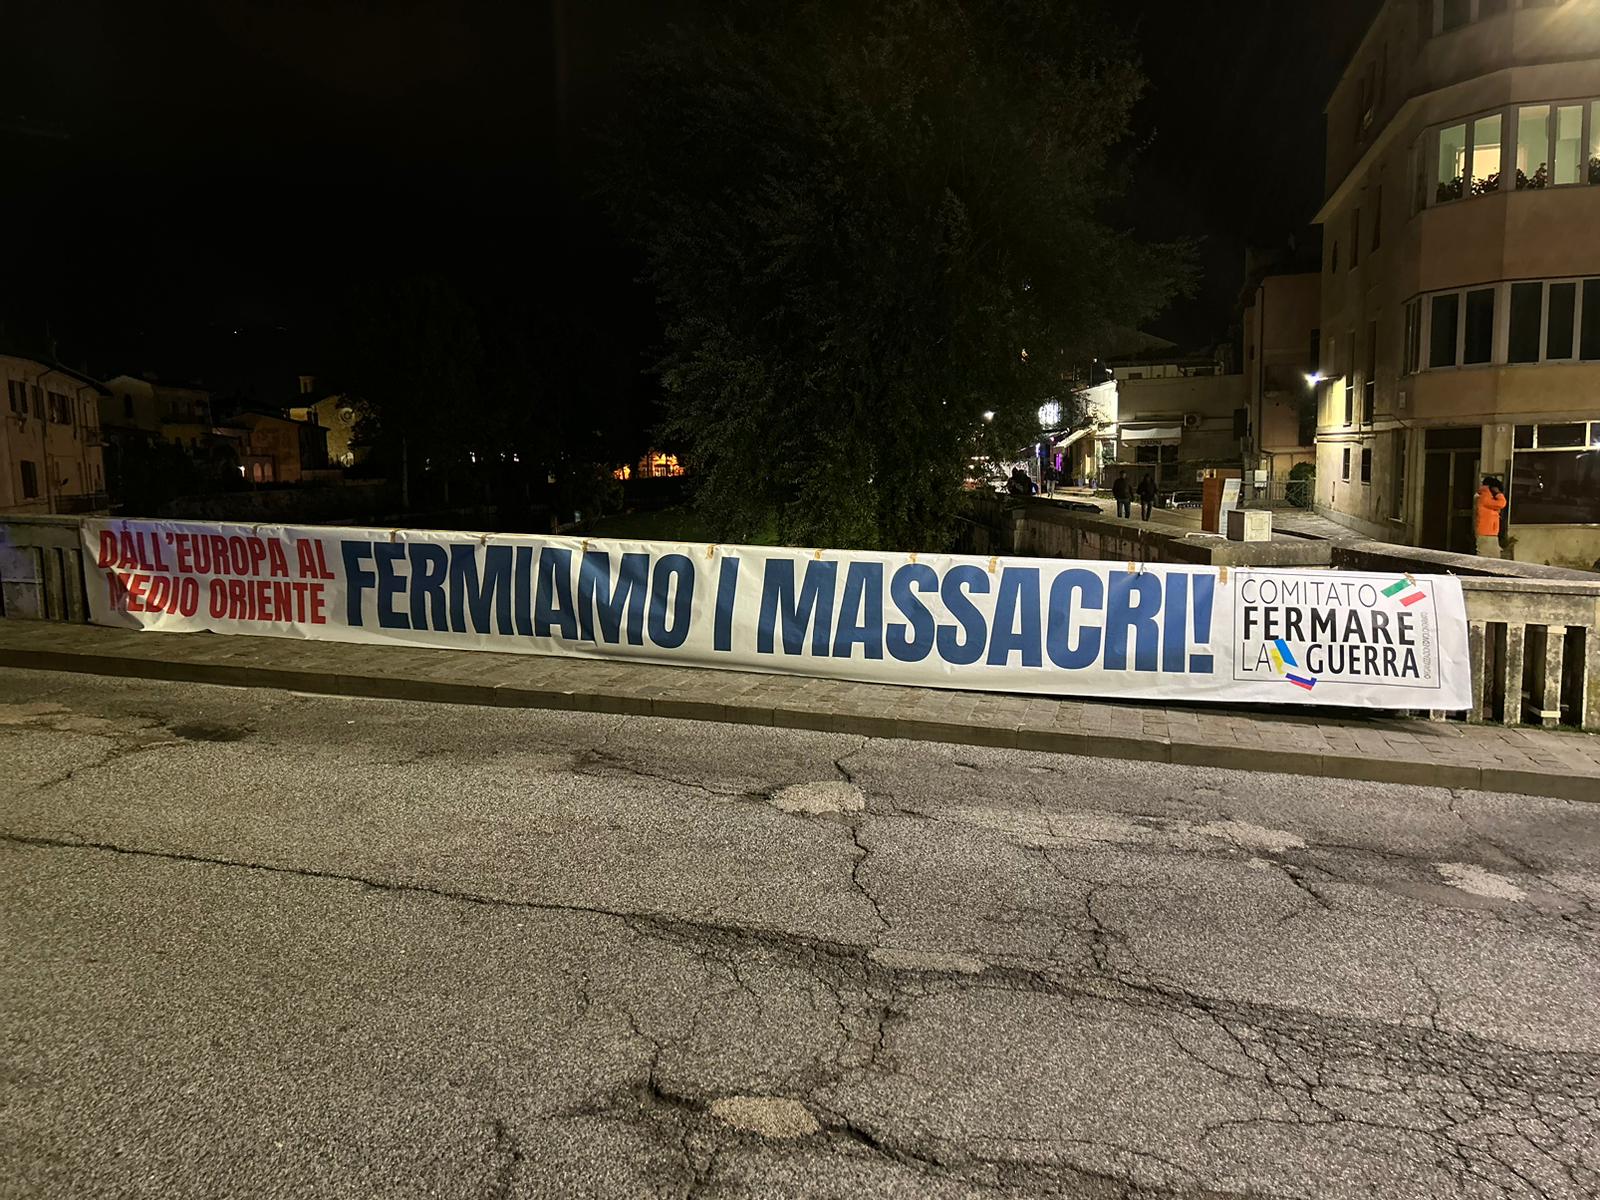 DALL'EUROPA AL
MEDIO ORIENTE
FERMIAMO I MASSACRI!
COMITATO
FERMARE
LA GUERRA